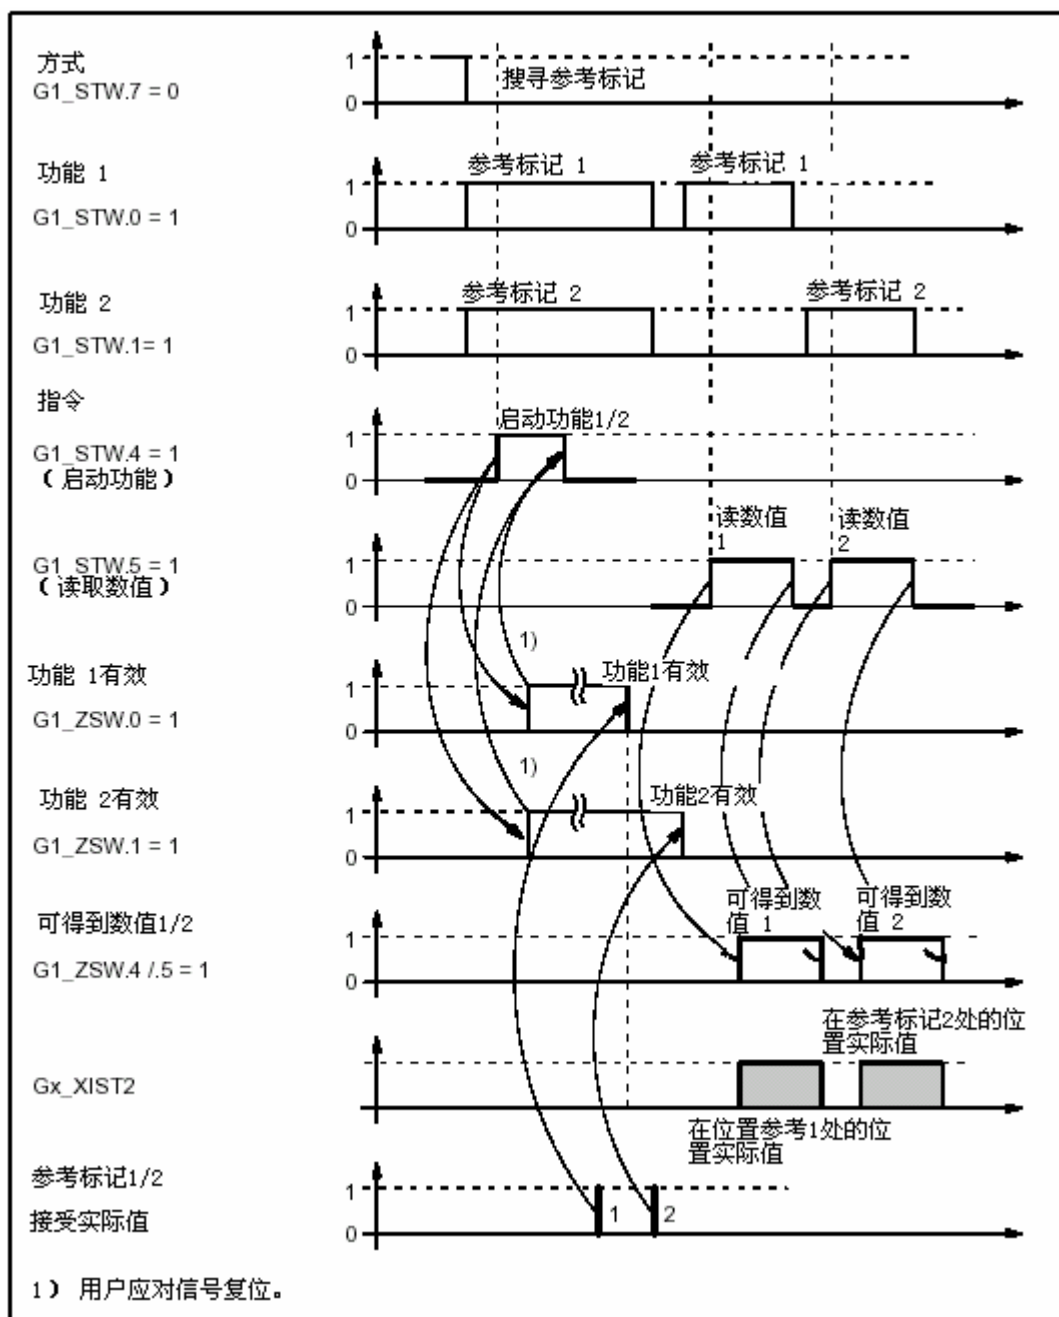 方式
G1_STW.7 = 0
1
0
搜寻参考标记
功能 1
G1_STW.0 = 1
1
0
参考标记 1
参考标记 1
功能 2
G1_STW.1= 1
1
0
参考标记 2
参考标记 2
指令
G1_STW.4 = 1
(启动功能)
1
0
启动功能1/2
G1_STW.5 = 1
(读取数值)
1
0
读数值
1
读数值
2
功能 1有效
G1_ZSW.0 = 1
1
0
1)
功能1有效
功能 2有效
G1_ZSW.1 = 1
1
0
1)
功能2有效
可得到数值1/2
G1_ZSW.4 /.5 = 1
1
0
可得到数
值 1
可得到数
值 2
Gx_XIST2
在参考标记2处的位
置实际值
在位置参考1处的位
置实际值
参考标记1/2
接受实际值
1
0
1
2
1) 用户应对信号复位。